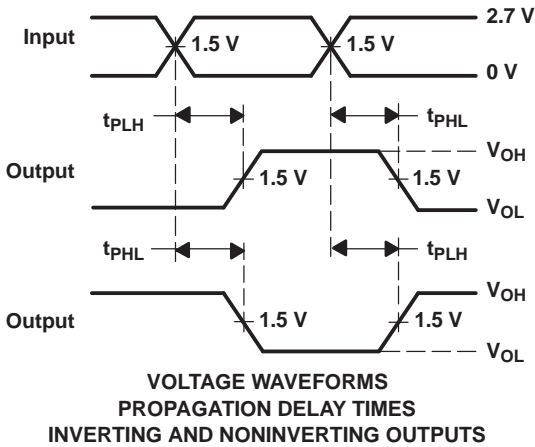 2.7 V
Input
1.5 V
1.5 V
0 V
tPLH
tPHL
VOH
Output
1.5 V
1.5 V
VOL
tPHL
tPLH
VOH
Output
1.5 V
1.5 V
VOL
VOLTAGE WAVEFORMS
PROPAGATION DELAY TIMES
INVERTING AND NONINVERTING OUTPUTS